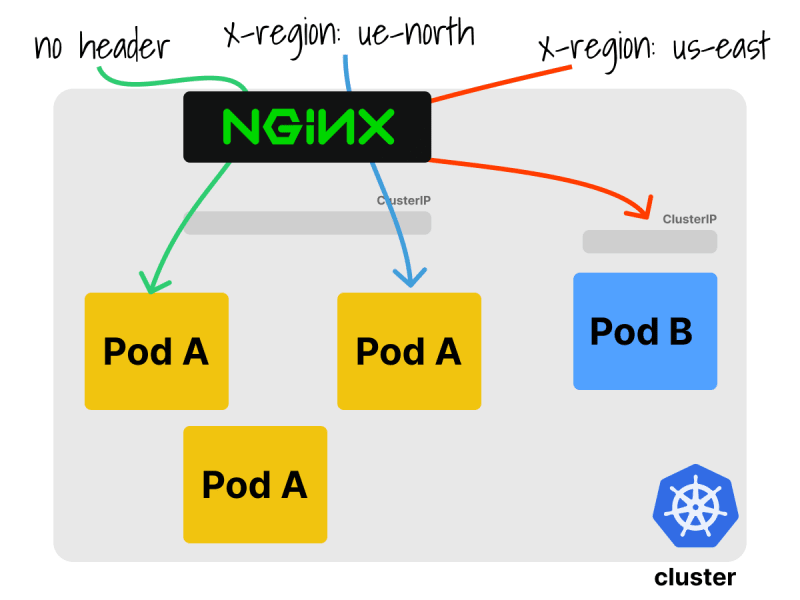 no header
x-region: ue-north
x-region: us-east
NGiNX
ClusterIP
ClusterIP
Pod A
Pod A
Pod B
Pod A
cluster